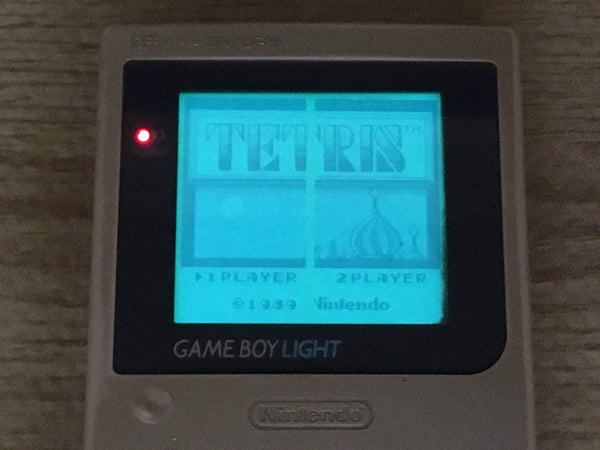 TETRIS™
▶1PLAYER 2PLAYER
©1989 Nintendo
GAME BOY LIGHT
Nintendo